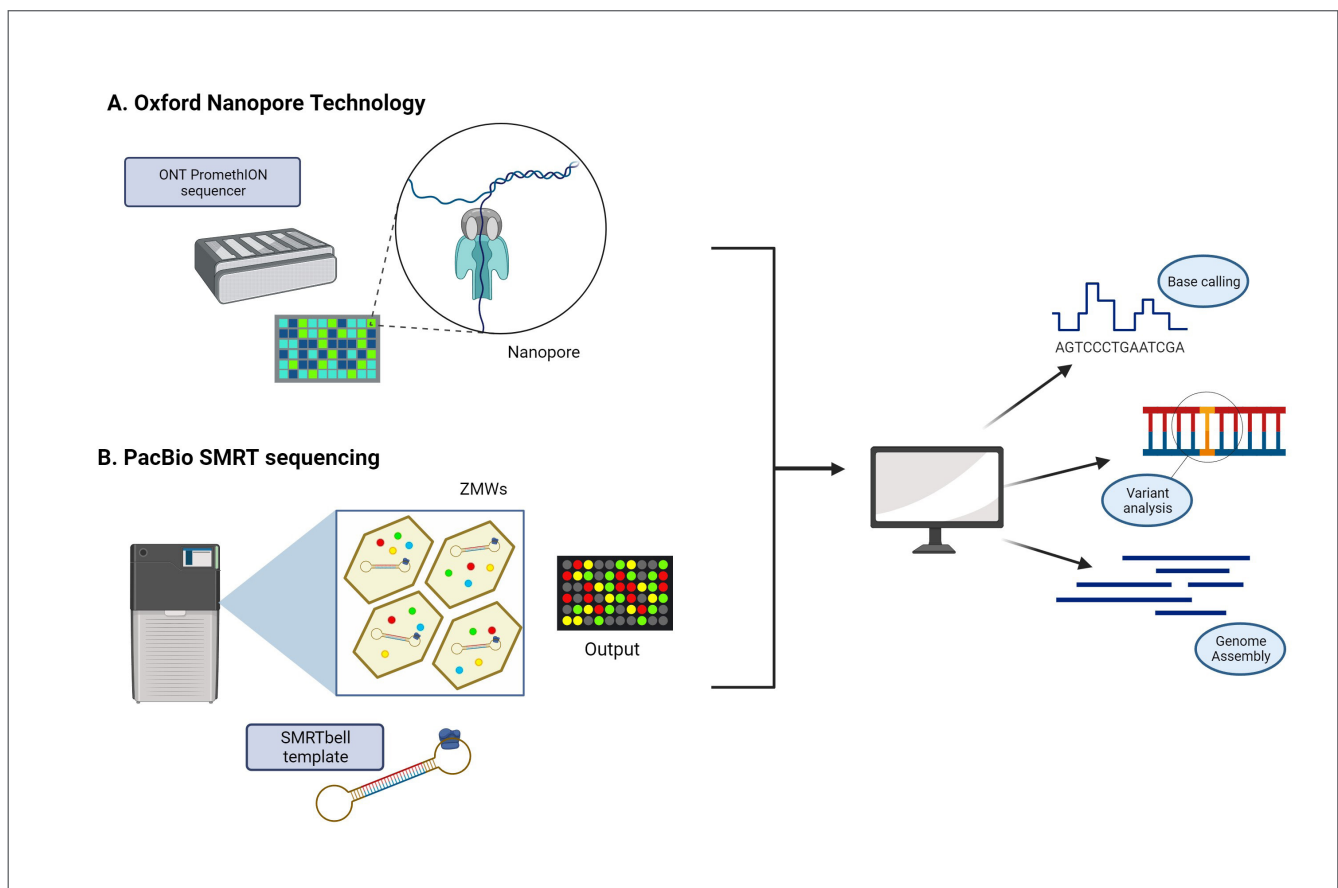 A. Oxford Nanopore Technology
ONT PromethION
sequencer
Nanopore
B. PacBio SMRT sequencing
ZMWs
Output
SMRTbell
template
Base calling
AGTCCCTGAATCGA
Variant
analysis
Genome
Assembly